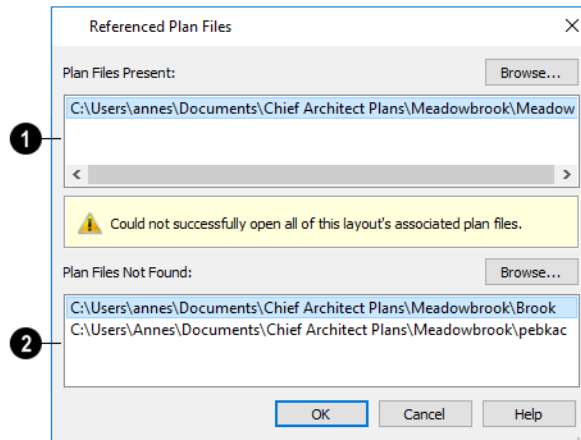 Referenced Plan Files
Plan Files Present:
Browse...
C:\Users\annes\Documents\Chief Architect Plans\Meadowbrook\Meadow
1
Could not successfully open all of this layout's associated plan files.
Plan Files Not Found:
Browse...
C:\Users\annes\Documents\Chief Architect Plans\Meadowbrook\Brook
C:\Users\Annes\Documents\Chief Architect Plans\Meadowbrook\pebkac
2
OK
Cancel
Help